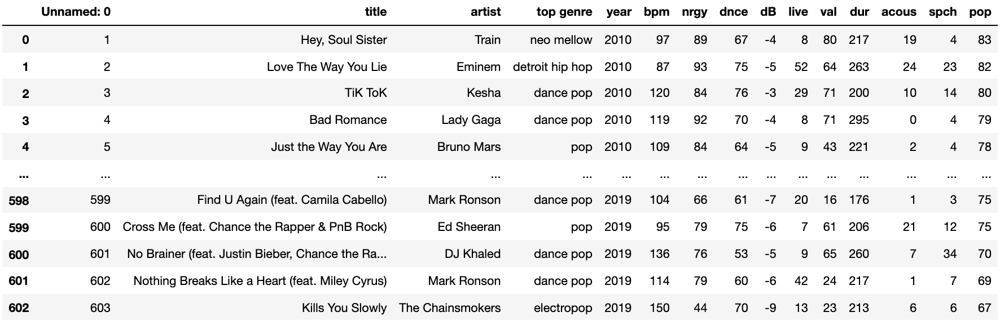 Unnamed: 0 title artist top genre year bpm nrgy dnce dB live val dur acous spch pop
0 1 Hey, Soul Sister Train neo mellow 2010 97 89 67 -4 8 80 217 19 4 83
1 2 Love The Way You Lie Eminem detroit hip hop 2010 87 93 75 -5 52 64 263 24 23 82
2 3 TiK ToK Kesha dance pop 2010 120 84 76 -3 29 71 200 10 14 80
3 4 Bad Romance Lady Gaga dance pop 2010 119 92 70 -4 8 71 295 0 4 79
4 5 Just the Way You Are Bruno Mars pop 2010 109 84 64 -5 9 43 221 2 4 78
... ... ... ... ... ... ... ... ... ... ... ... ... ... ... ...
598 599 Find U Again (feat. Camila Cabello) Mark Ronson dance pop 2019 104 66 61 -7 20 16 176 1 3 75
599 600 Cross Me (feat. Chance the Rapper & PnB Rock) Ed Sheeran pop 2019 95 79 75 -6 7 61 206 21 12 75
600 601 No Brainer (feat. Justin Bieber, Chance the Ra... DJ Khaled dance pop 2019 136 76 53 -5 9 65 260 7 34 70
601 602 Nothing Breaks Like a Heart (feat. Miley Cyrus) Mark Ronson dance pop 2019 114 79 60 -6 42 24 217 1 7 69
602 603 Kills You Slowly The Chainsmokers electropop 2019 150 44 70 -9 13 23 213 6 6 67